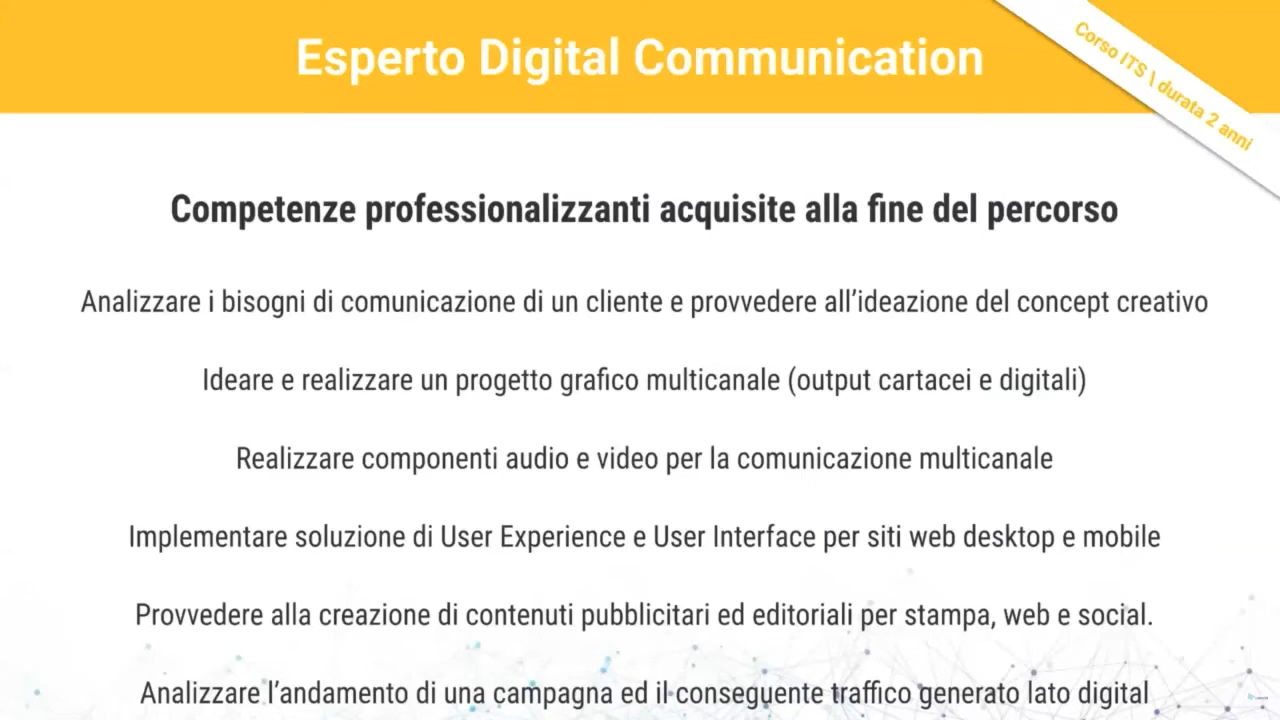 Esperto Digital Communication
Corso ITS \ durata 2 anni
Competenze professionalizzanti acquisite alla fine del percorso
Analizzare i bisogni di comunicazione di un cliente e provvedere all’ideazione del concept creativo
Ideare e realizzare un progetto grafico multicanale (output cartacei e digitali)
Realizzare componenti audio e video per la comunicazione multicanale
Implementare soluzione di User Experience e User Interface per siti web desktop e mobile
Provvedere alla creazione di contenuti pubblicitari ed editoriali per stampa, web e social.
Analizzare l’andamento di una campagna ed il conseguente traffico generato lato digital